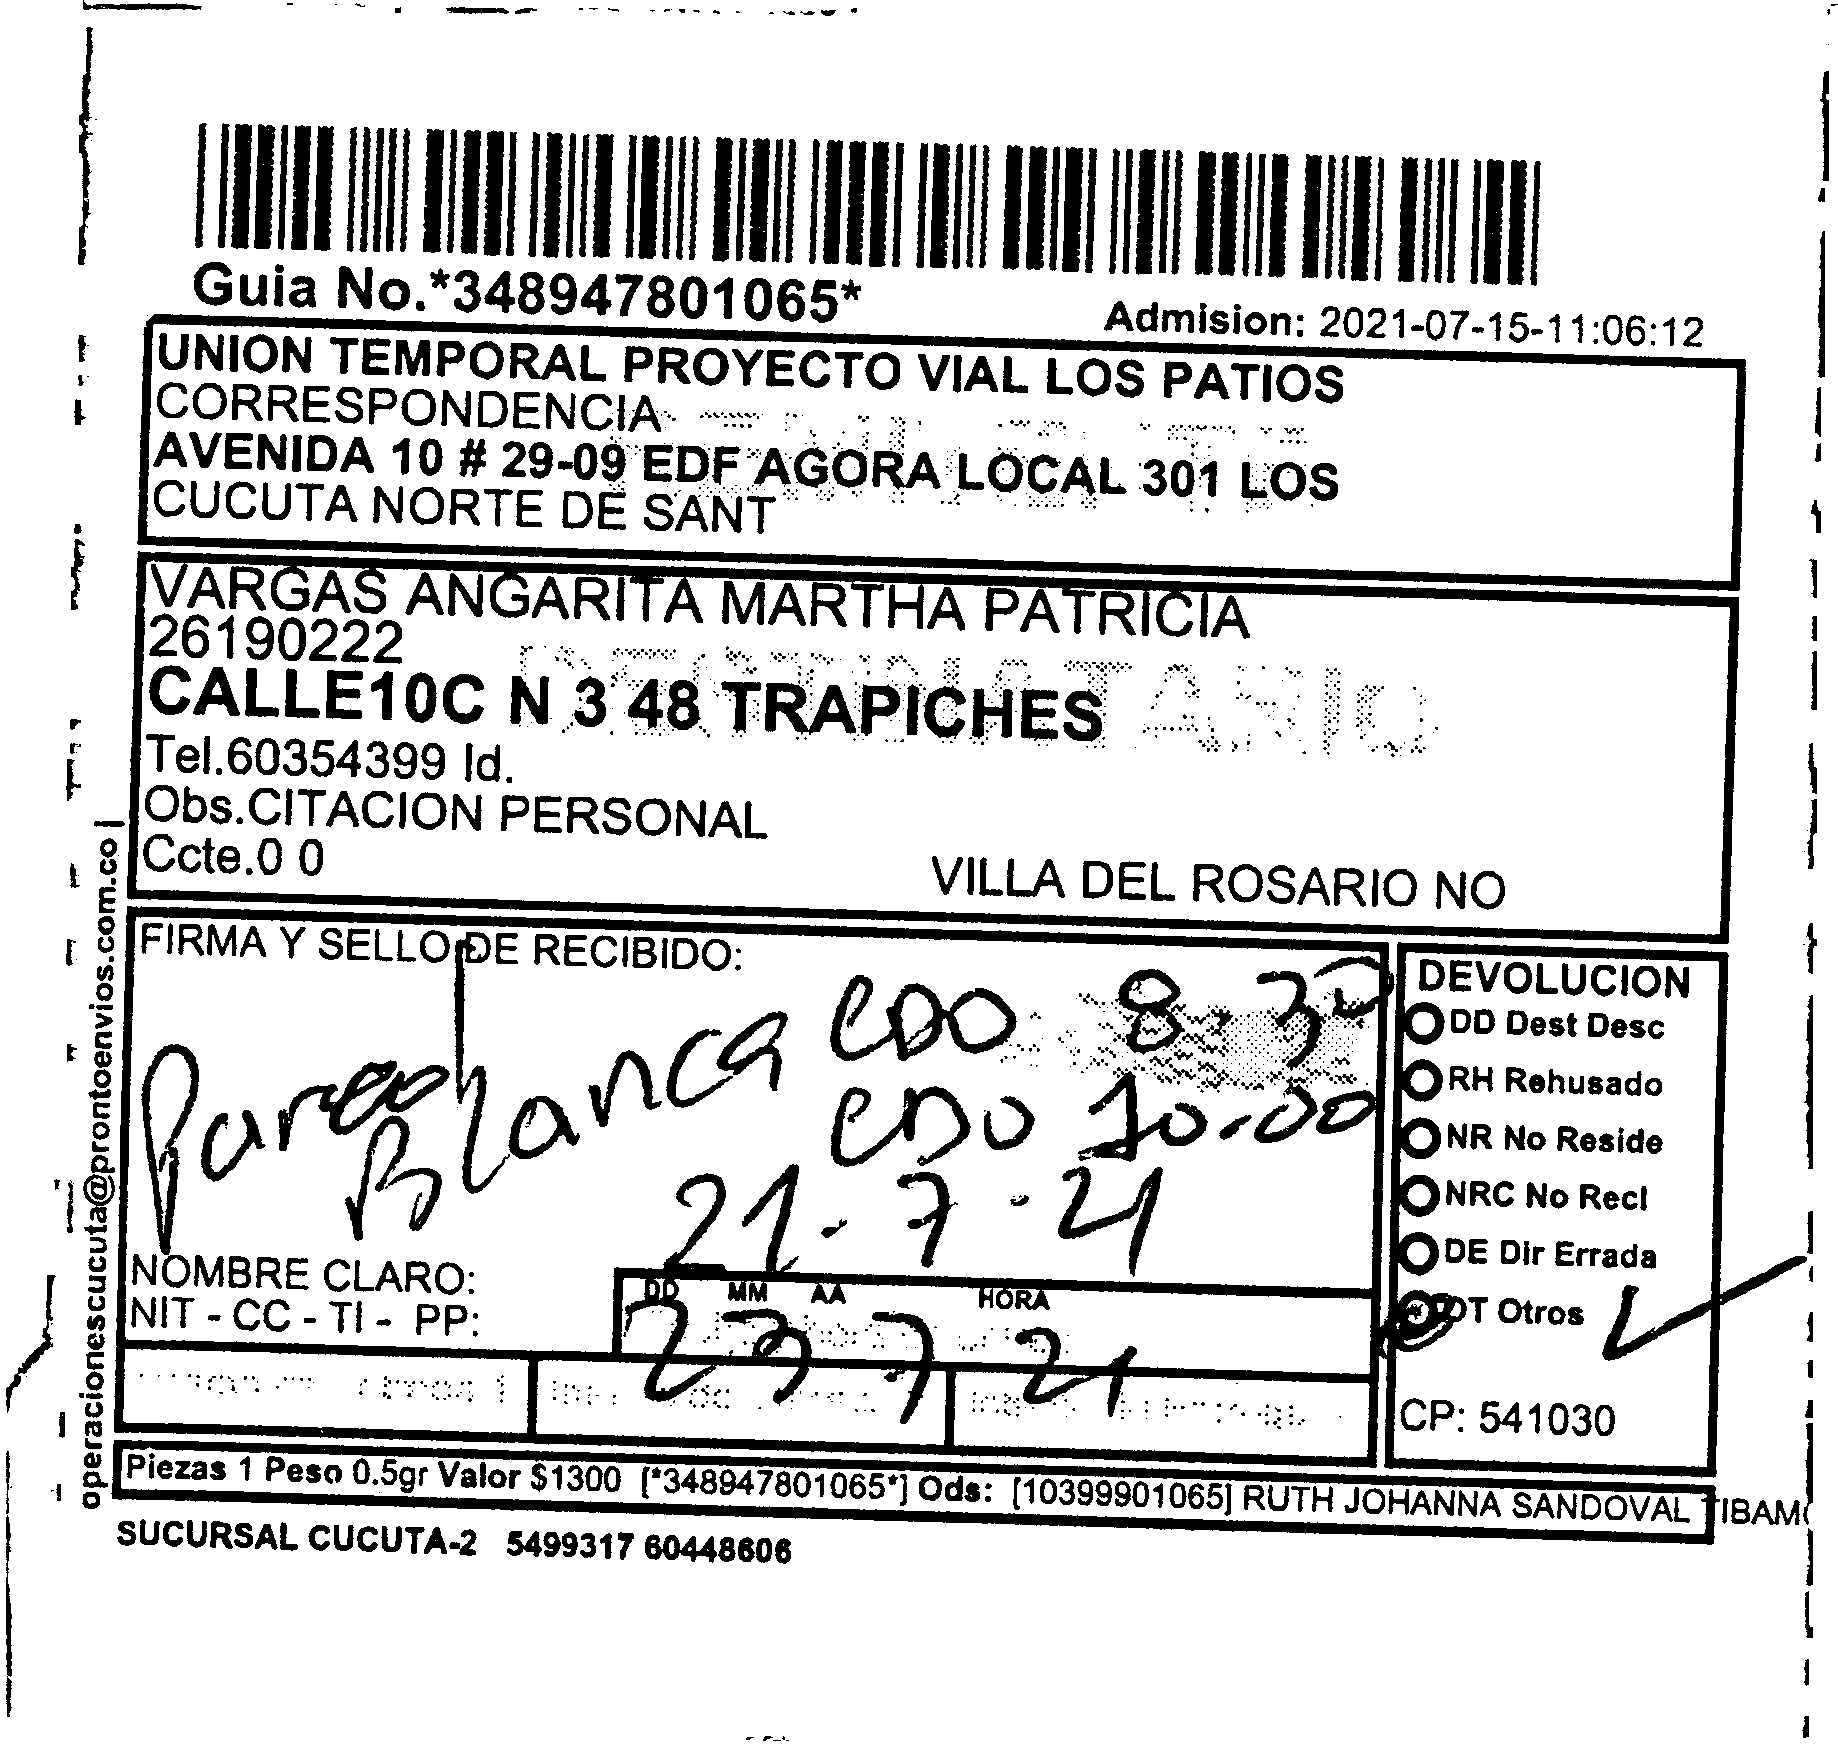 Guia No.*348947801065*
Admision: 2021-07-15-11:06:12
UNION TEMPORAL PROYECTO VIAL LOS PATIOS
CORRESPONDENCIA
AVENIDA 10 # 29-09 EDF AGORA LOCAL 301 LOS
CUCUTA NORTE DE SANT
VARGAS ANGARITA MARTHA PATRICIA
26190222
DESTINATARIO
CALLE10C N 3 48 TRAPICHES
Tel.60354399 Id.
Obs.CITACION PERSONAL
Ccte.0 0
VILLA DEL ROSARIO NO
operacionescucuta@prontoenvios.com.co |
FIRMA Y SELLO DE RECIBIDO:
CDO 8-30
Pared Blanca
CDO 10-00
21-7-21
NOMBRE CLARO:
NIT - CC - TI - PP:
DD MM AA HORA
23 7 21
DEVOLUCION
DD Dest Desc
RH Rehusado
NR No Reside
NRC No Recl
DE Dir Errada
OT Otros
CP: 541030
Piezas 1 Peso 0.5gr Valor $1300 [*348947801065*] Ods: [10399901065] RUTH JOHANNA SANDOVAL TIBAM
SUCURSAL CUCUTA-2 5499317 60448606